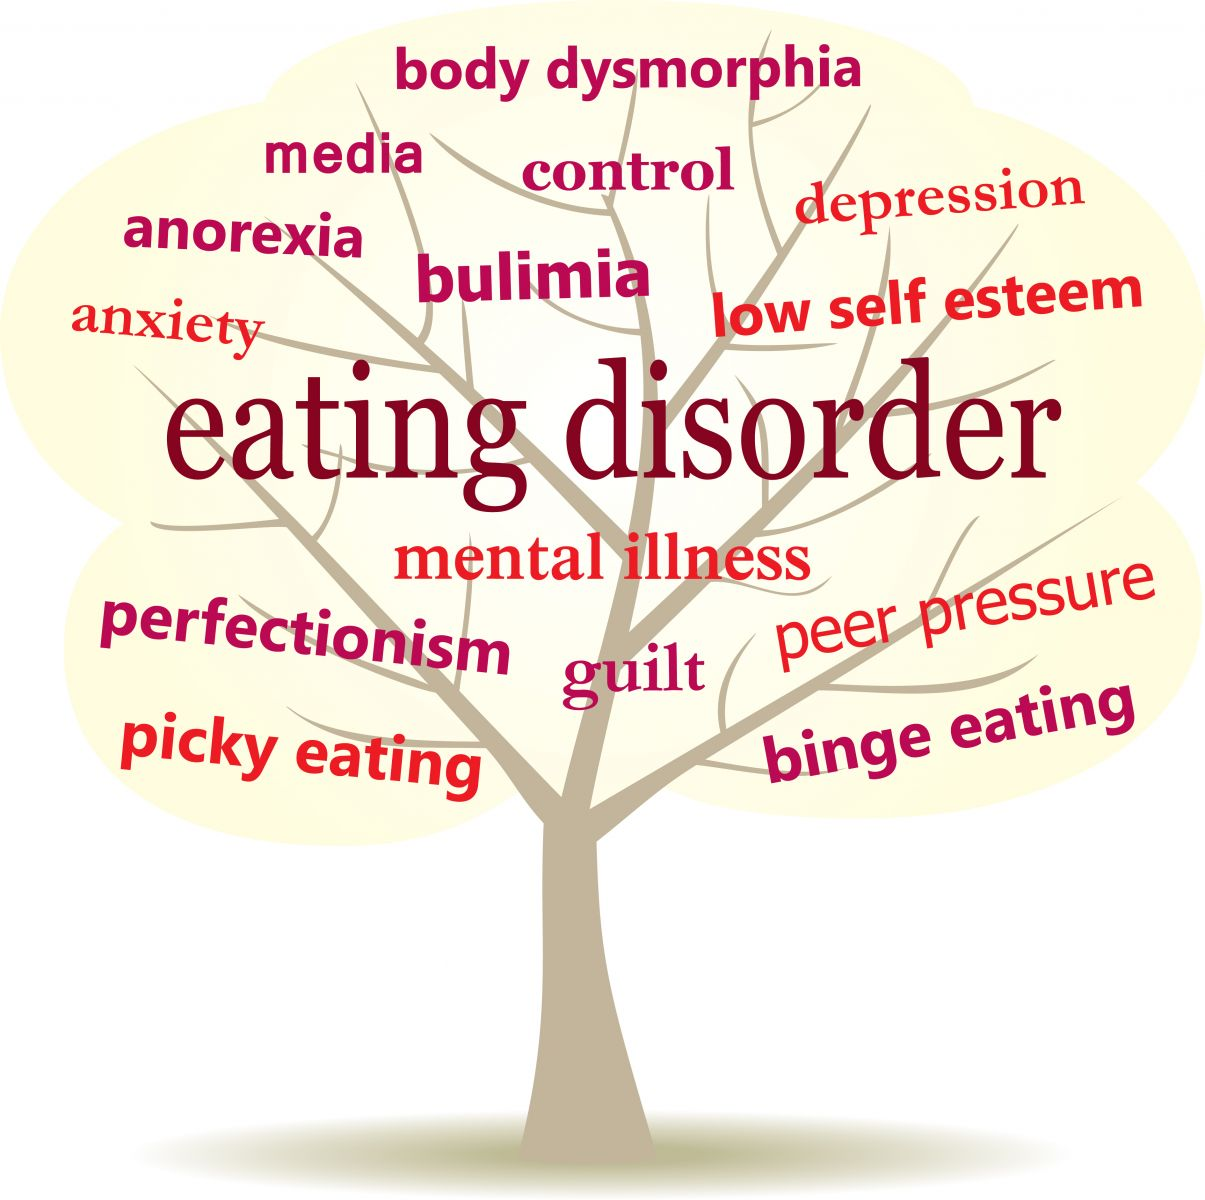 body dysmorphia
media
control
depression
anorexia
bulimia
low self esteem
anxiety
eating disorder
mental illness
perfectionism
peer pressure
guilt
picky eating
binge eating